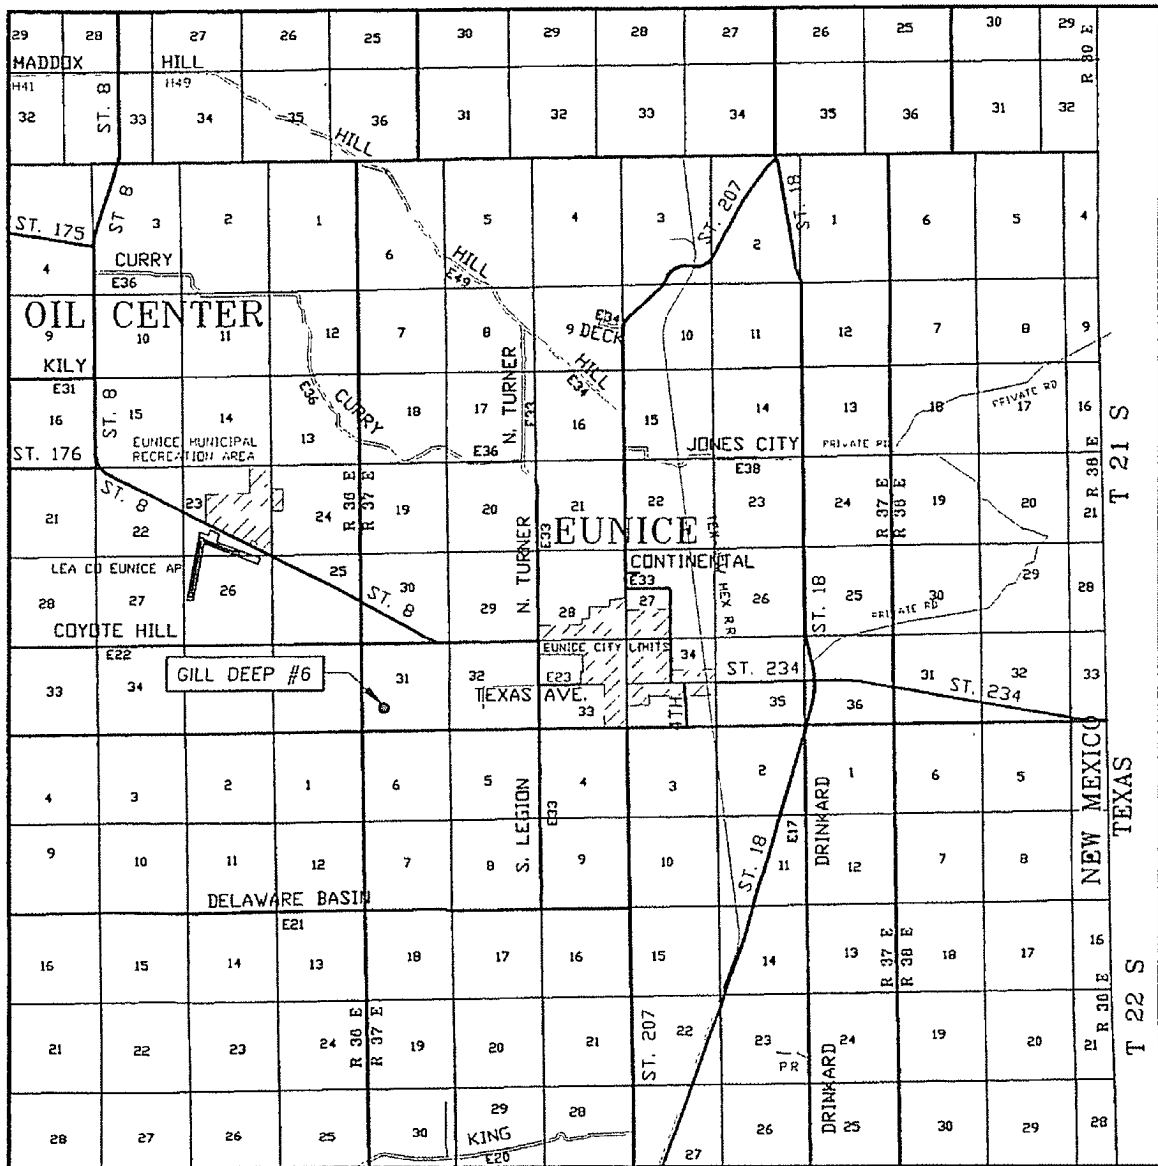 29 28 27 26 25 30 29 28 27 26 25 30 29
R 39 E
MADDOX HILL
H41 H49
ST. 8
32 33 34 35 36 31 32 33 34 35 36 31 32
HILL
ST 8
ST. 207
ST. 18
3 2 1 5 4 3 2 1 6 5 4
ST. 175
4 6
CURRY
E36
HILL
E49
OIL CENTER
E34
DECK
9 10 11 12 7 8 9 10 11 12 7 8 9
KILY
E31
HILL
E34
N. TURNER
E33
E36
CURRY
PRIVATE RD
16 15 14 13 18 17 16 15 14 13 18 17 16
ST. 8
EUNICE MUNICIPAL
RECREATION AREA
JONES CITY
PRIVATE RD
E36
E38
ST. 176
T 21 S
R 38 E
ST. 8
R 36 E
R 37 E
R 37 E
R 38 E
21 22 23 24 19 20 21 22 23 24 19 20 21
N. TURNER
E33
EUNICE
CONTINENTAL
E33
LEA CO EUNICE AP
28 27 26 25 30 29 28 27 26 25 30 29 28
ST. 8
ST. 18
PRIVATE RD
COYOTE HILL
E22
EUNICE CITY LIMITS
GILL DEEP #6
33 34 31 32 33 34 35 36 31 32 33
E23
TEXAS AVE.
4TH
ST. 234
ST. 234
NEW MEXICO
TEXAS
4 3 2 1 6 5 4 3 2 1 6 5
S. LEGION
E33
E17
DRINKARD
ST. 18
9 10 11 12 7 8 9 10 11 12 7 8
DELAWARE BASIN
E21
16 15 14 13 18 17 16 15 14 13 18 17 16
R 36 E
R 37 E
R 37 E
R 38 E
R 38 E
T 22 S
21 22 23 24 19 20 21 22 23 24 19 20 21
ST. 207
PR
DRINKARD
28 27 26 25 30 29 28 27 26 25 30 29 28
KING
E20